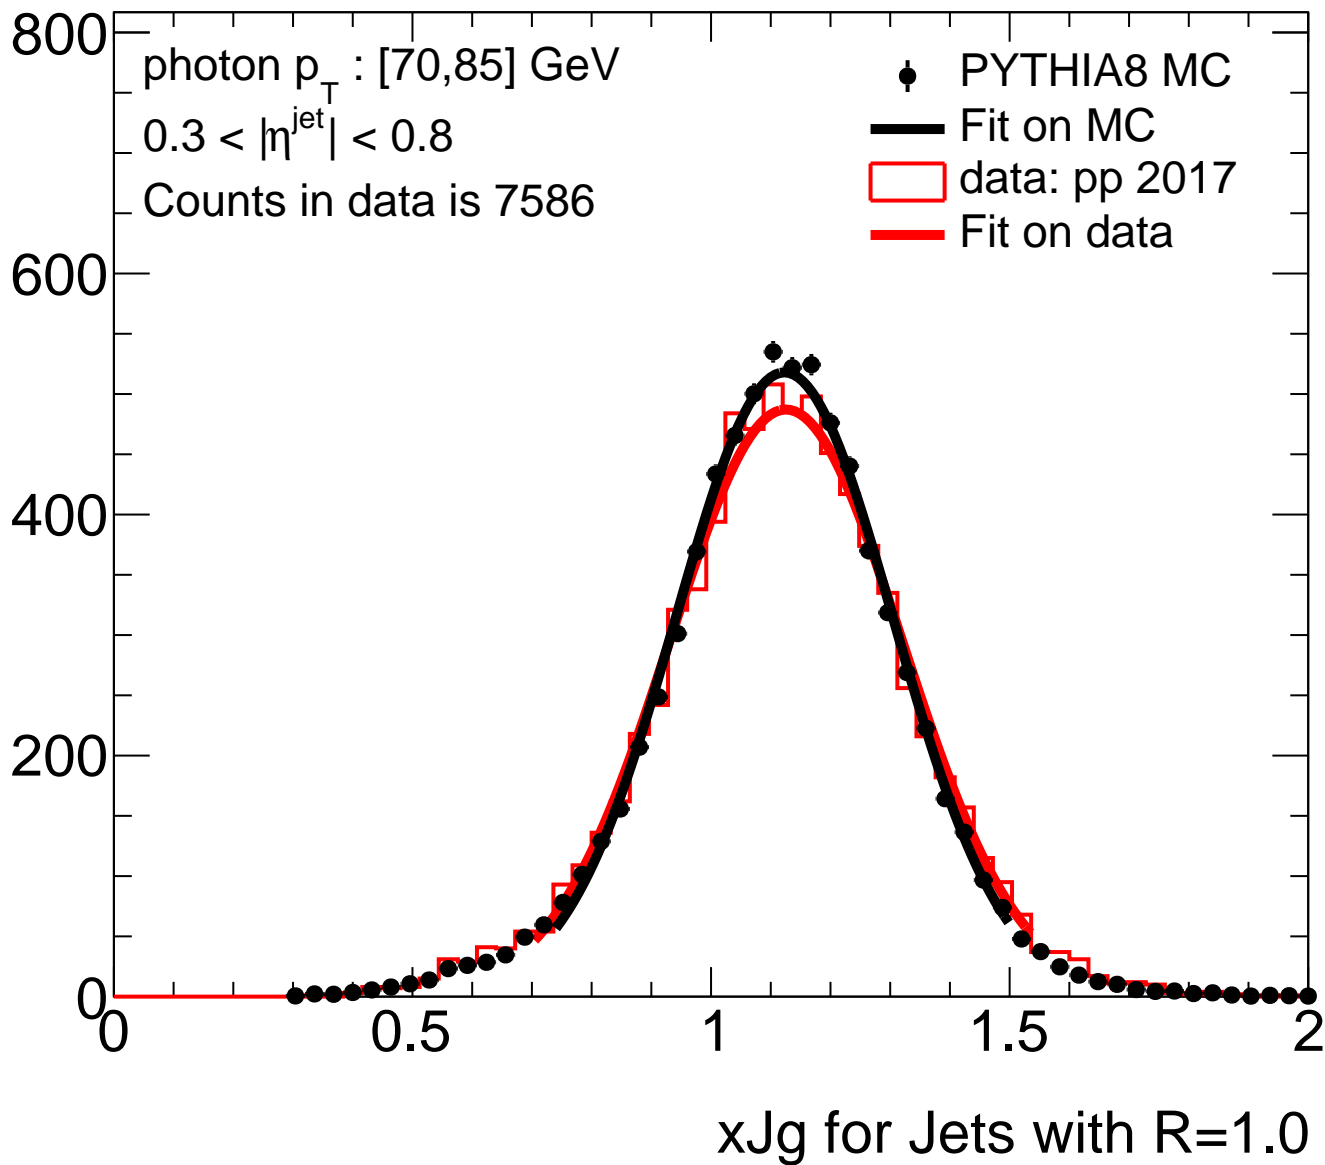 800
600
400
200
0
photon p_T : [70,85] GeV
0.3 < |η^jet| < 0.8
Counts in data is 7586
PYTHIA8 MC
Fit on MC
data: pp 2017
Fit on data
0 0.5 1 1.5 2
xJg for Jets with R=1.0